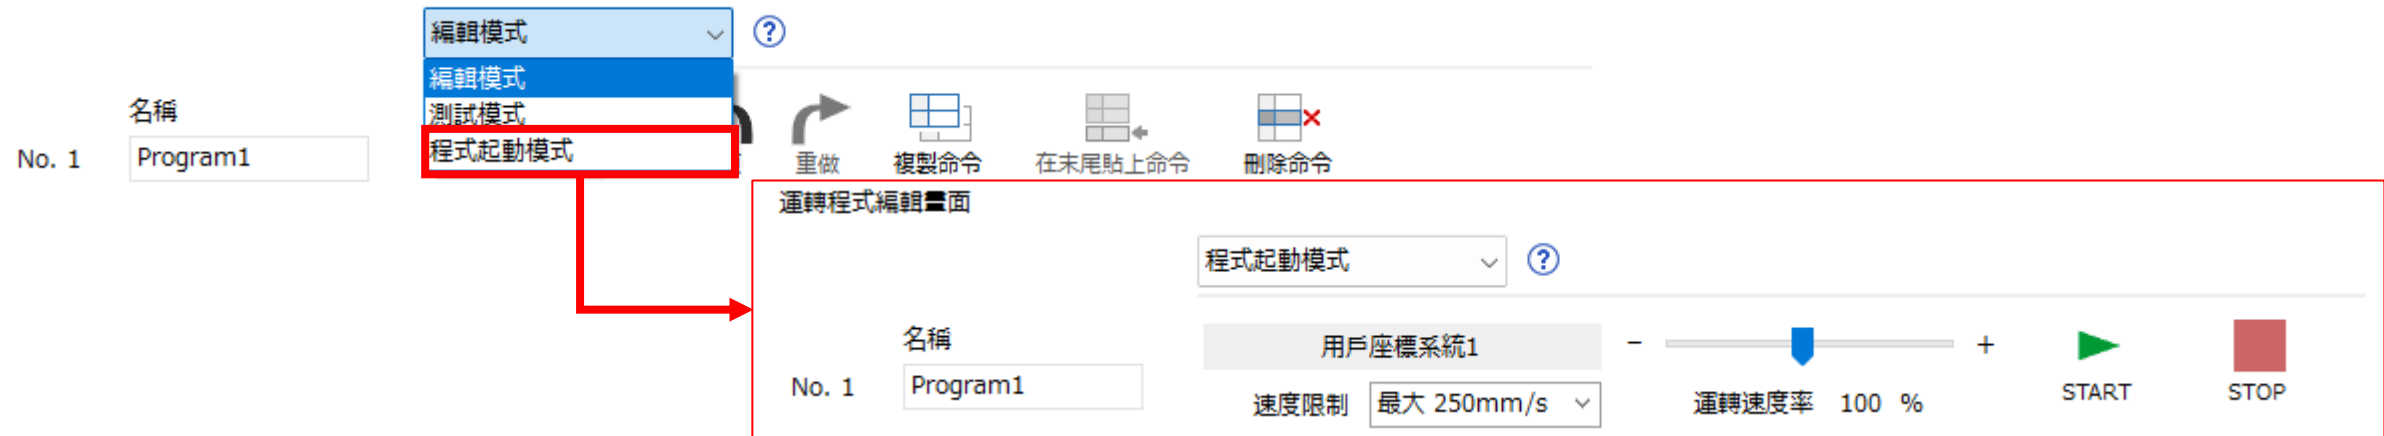 編輯模式
?
編輯模式
測試模式
程式起動模式
名稱
No. 1
Program1
重做
複製命令
在末尾貼上命令
刪除命令
運轉程式編輯畫面
程式起動模式
?
名稱
No. 1
Program1
用戶座標系統1
速度限制
最大 250mm/s
-
+
運轉速度率 100 %
START
STOP